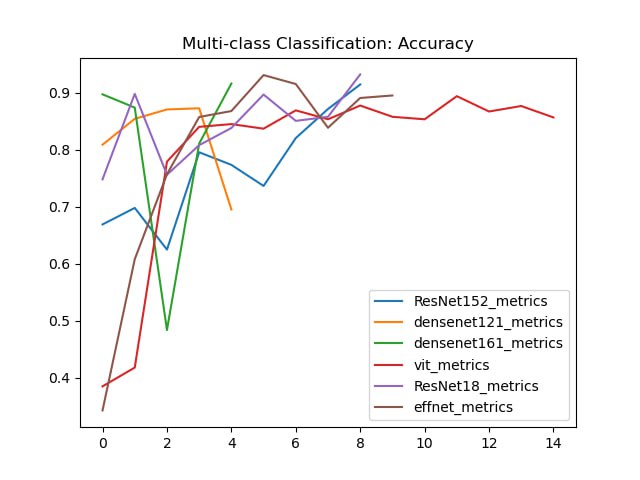 Multi-class Classification: Accuracy
0.9
0.8
0.7
0.6
0.5
0.4
ResNet152_metrics
densenet121_metrics
densenet161_metrics
vit_metrics
ResNet18_metrics
effnet_metrics
0 2 4 6 8 10 12 14